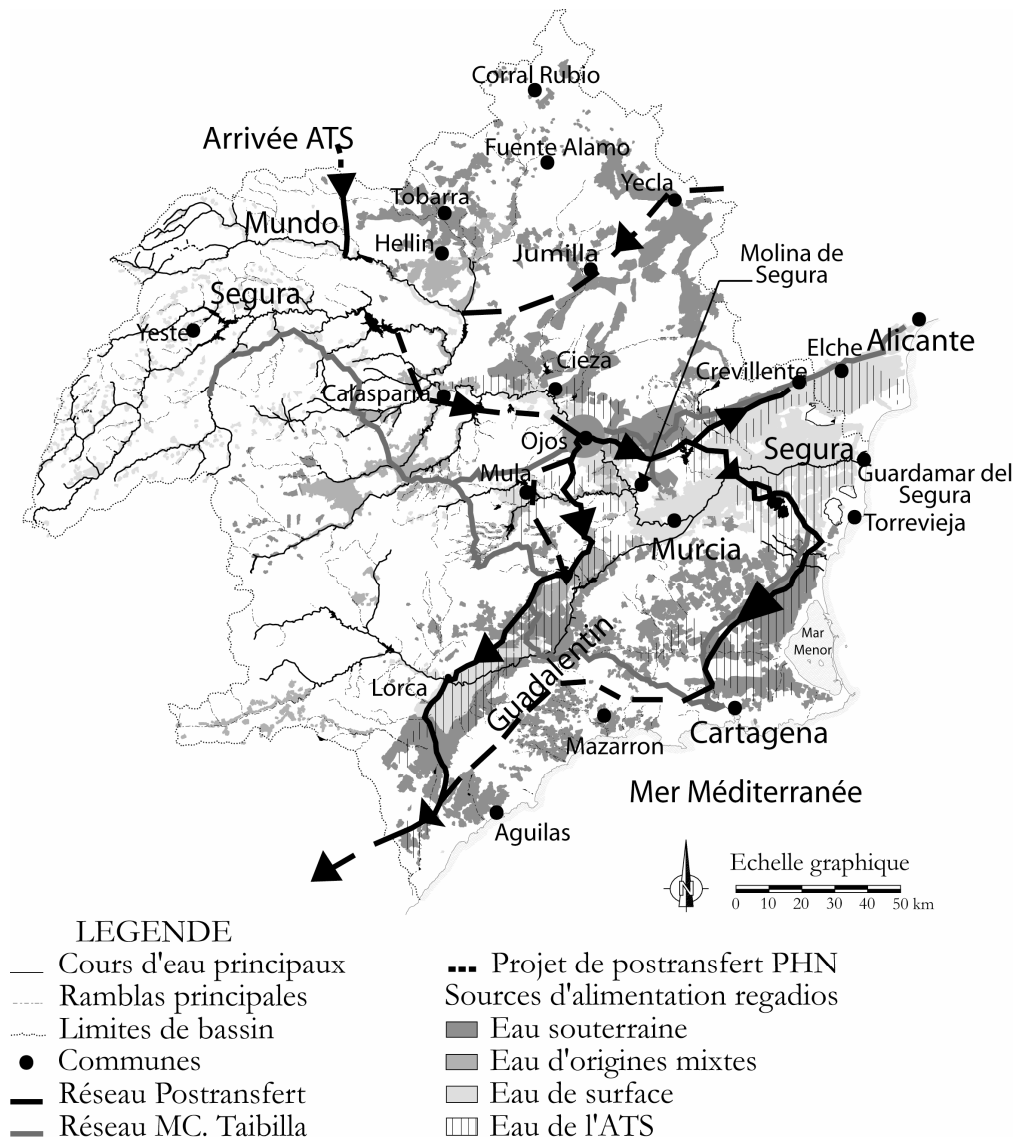 Corral Rubio
Arrivée ATS
Fuente Alamo
Yecla
Tobarra
Mundo
Hellin
Jumilla
Molina de
Segura
Segura
Yeste
Alicante
Elche
Cieza
Crevillente
Calasparra
Ojos
Segura
Mula
Guardamar del
Segura
Torrevieja
Murcia
Mar
Menor
Guadalentin
Lorca
Cartagena
Mazarron
Mer Méditerranée
Aguilas
Echelle graphique
N
0 10 20 30 40 50 km
LEGENDE
Cours d'eau principaux
Ramblas principales
Limites de bassin
Communes
Réseau Postransfert
Réseau MC. Taibilla
Projet de postransfert PHN
Sources d'alimentation regadios
Eau souterraine
Eau d'origines mixtes
Eau de surface
Eau de l'ATS